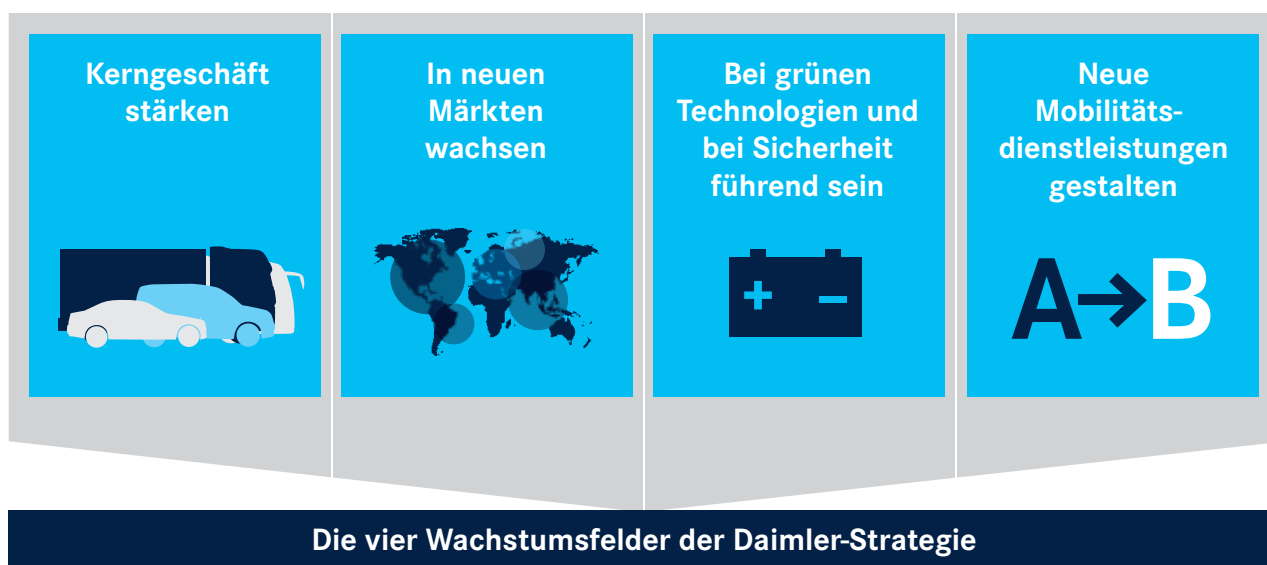 Kerngeschäft
stärken
In neuen
Märkten
wachsen
Bei grünen
Technologien und
bei Sicherheit
führend sein
Neue
Mobilitäts-
dienstleistungen
gestalten
+ −
A→B
Die vier Wachstumsfelder der Daimler-Strategie